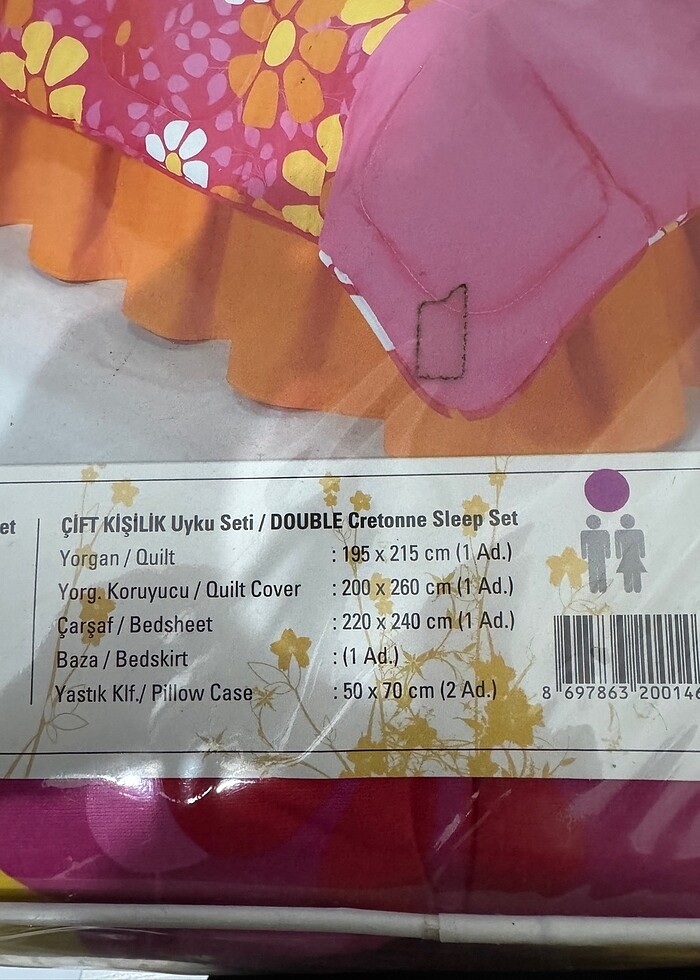 et
ÇİFT KİŞİLİK Uyku Seti / DOUBLE Cretonne Sleep Set
Yorgan / Quilt : 195 x 215 cm (1 Ad.)
Yorg. Koruyucu / Quilt Cover : 200 x 260 cm (1 Ad.)
Çarşaf / Bedsheet : 220 x 240 cm (1 Ad.)
Baza / Bedskirt : (1 Ad.)
Yastık Klf./ Pillow Case : 50 x 70 cm (2 Ad.)
8 697863 200146